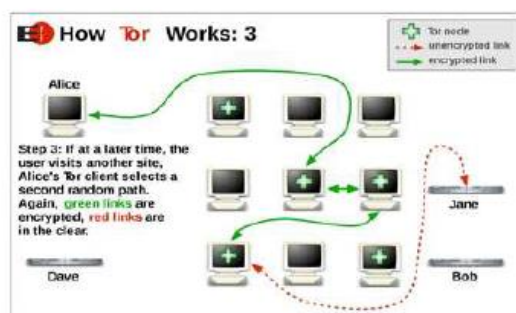 How Tor Works: 3
Tor node
unencrypted link
encrypted link
Alice
Step 3: If at a later time, the
user visits another site,
Alice's Tor client selects a
second random path.
Again, green links are
encrypted, red links are
in the clear.
Jane
Dave
Bob